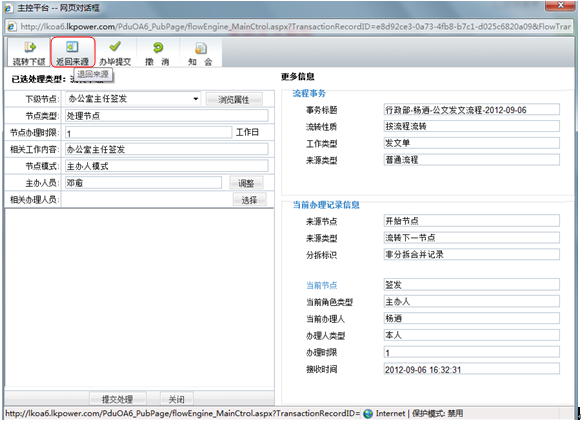 主控平台 -- 网页对话框
http://lkoa6.lkpower.com/PduOA6_PubPage/flowEngine_MainCtrol.aspx?TransactionRecordID=e8d92ce3-0a73-4fb8-b7c1-d025c6820a09&FlowTran
流转下级 返回来源 办毕提交 撤 消 知 会
退回来源
已选处理类型:
更多信息
下级节点: 办公室主任签发 浏览属性
节点类型: 处理节点
节点办理时限: 1 工作日
相关工作内容: 办公室主任签发
节点模式: 主办人模式
主办人员: 邓愈 调整
相关办理人员: 选择
提交处理 关闭
流程事务
事务标题 行政部-杨通-公文发文流程-2012-09-06
流转性质 按流程流转
工作类型 发文单
来源类型 普通流程
当前办理记录信息
来源节点 开始节点
来源类型 流转下一节点
分拆标识 非分拆合并记录
当前节点 签发
当前角色类型 主办人
当前办理人 杨通
办理人类型 本人
办理时限 1
接收时间 2012-09-06 16:32:31
http://lkoa6.lkpower.com/PduOA6_PubPage/flowEngine_MainCtrol.aspx?TransactionRecordID= Internet | 保护模式: 禁用